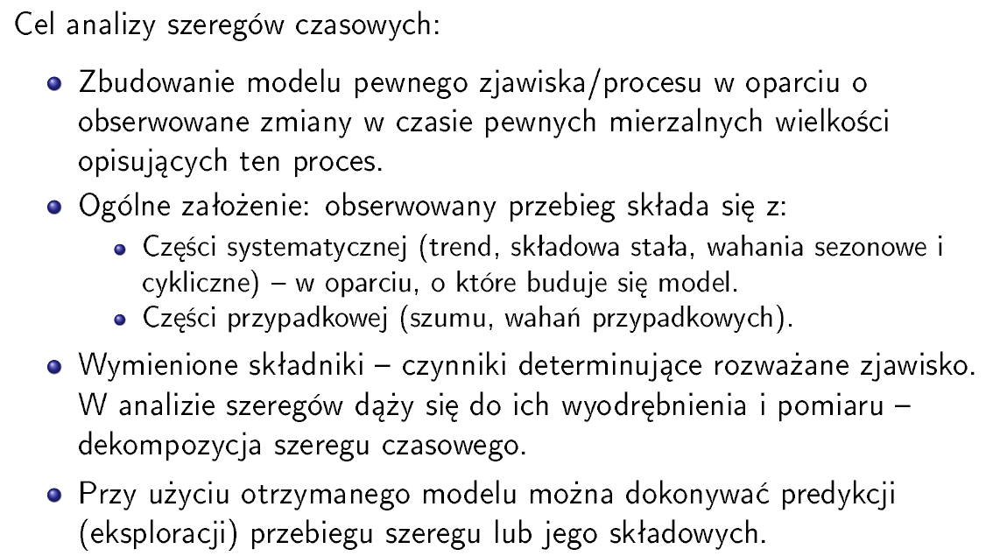 Cel analizy szeregów czasowych:
Zbudowanie modelu pewnego zjawiska/procesu w oparciu o
obserwowane zmiany w czasie pewnych mierzalnych wielkości
opisujących ten proces.
Ogólne założenie: obserwowany przebieg składa się z:
Części systematycznej (trend, składowa stała, wahania sezonowe i
cykliczne) – w oparciu, o które buduje się model.
Części przypadkowej (szumu, wahań przypadkowych).
Wymienione składniki – czynniki determinujące rozważane zjawisko.
W analizie szeregów dąży się do ich wyodrębnienia i pomiaru –
dekompozycja szeregu czasowego.
Przy użyciu otrzymanego modelu można dokonywać predykcji
(eksploracji) przebiegu szeregu lub jego składowych.